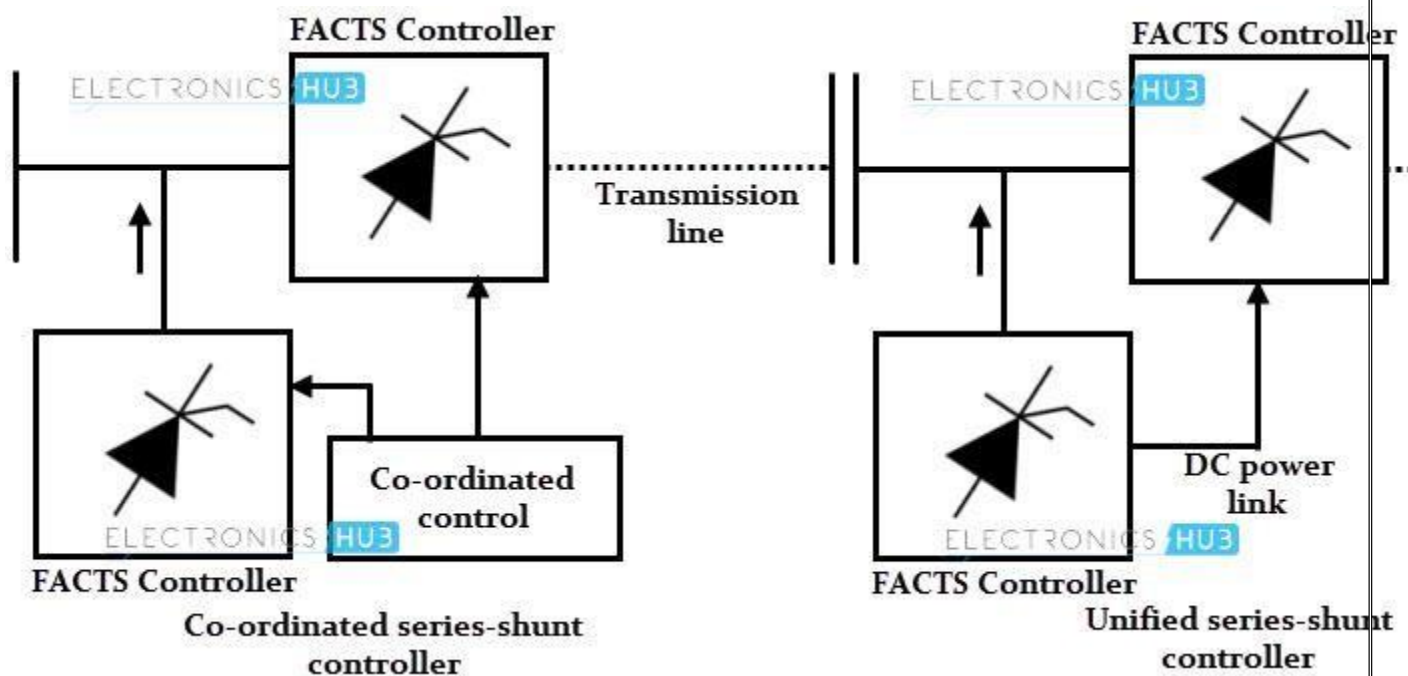 FACTS Controller
FACTS Controller
ELECTRONICS HUB
ELECTRONICS HUB
Transmission
line
Co-ordinated
control
DC power
link
ELECTRONICS HUB
ELECTRONICS HUB
FACTS Controller
FACTS Controller
Co-ordinated series-shunt
controller
Unified series-shunt
controller